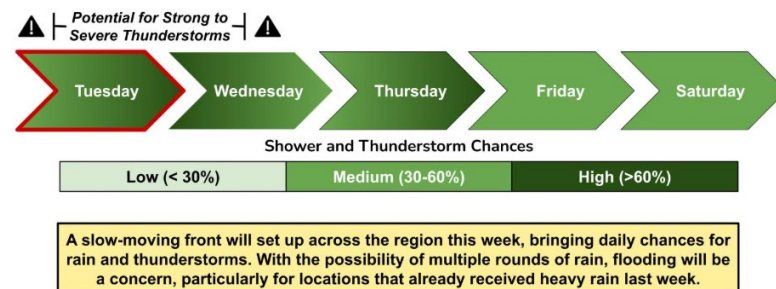 Potential for Strong to
Severe Thunderstorms
Tuesday
Wednesday
Thursday
Friday
Saturday
Shower and Thunderstorm Chances
Low (< 30%)
Medium (30-60%)
High (>60%)
A slow-moving front will set up across the region this week, bringing daily chances for
rain and thunderstorms. With the possibility of multiple rounds of rain, flooding will be
a concern, particularly for locations that already received heavy rain last week.